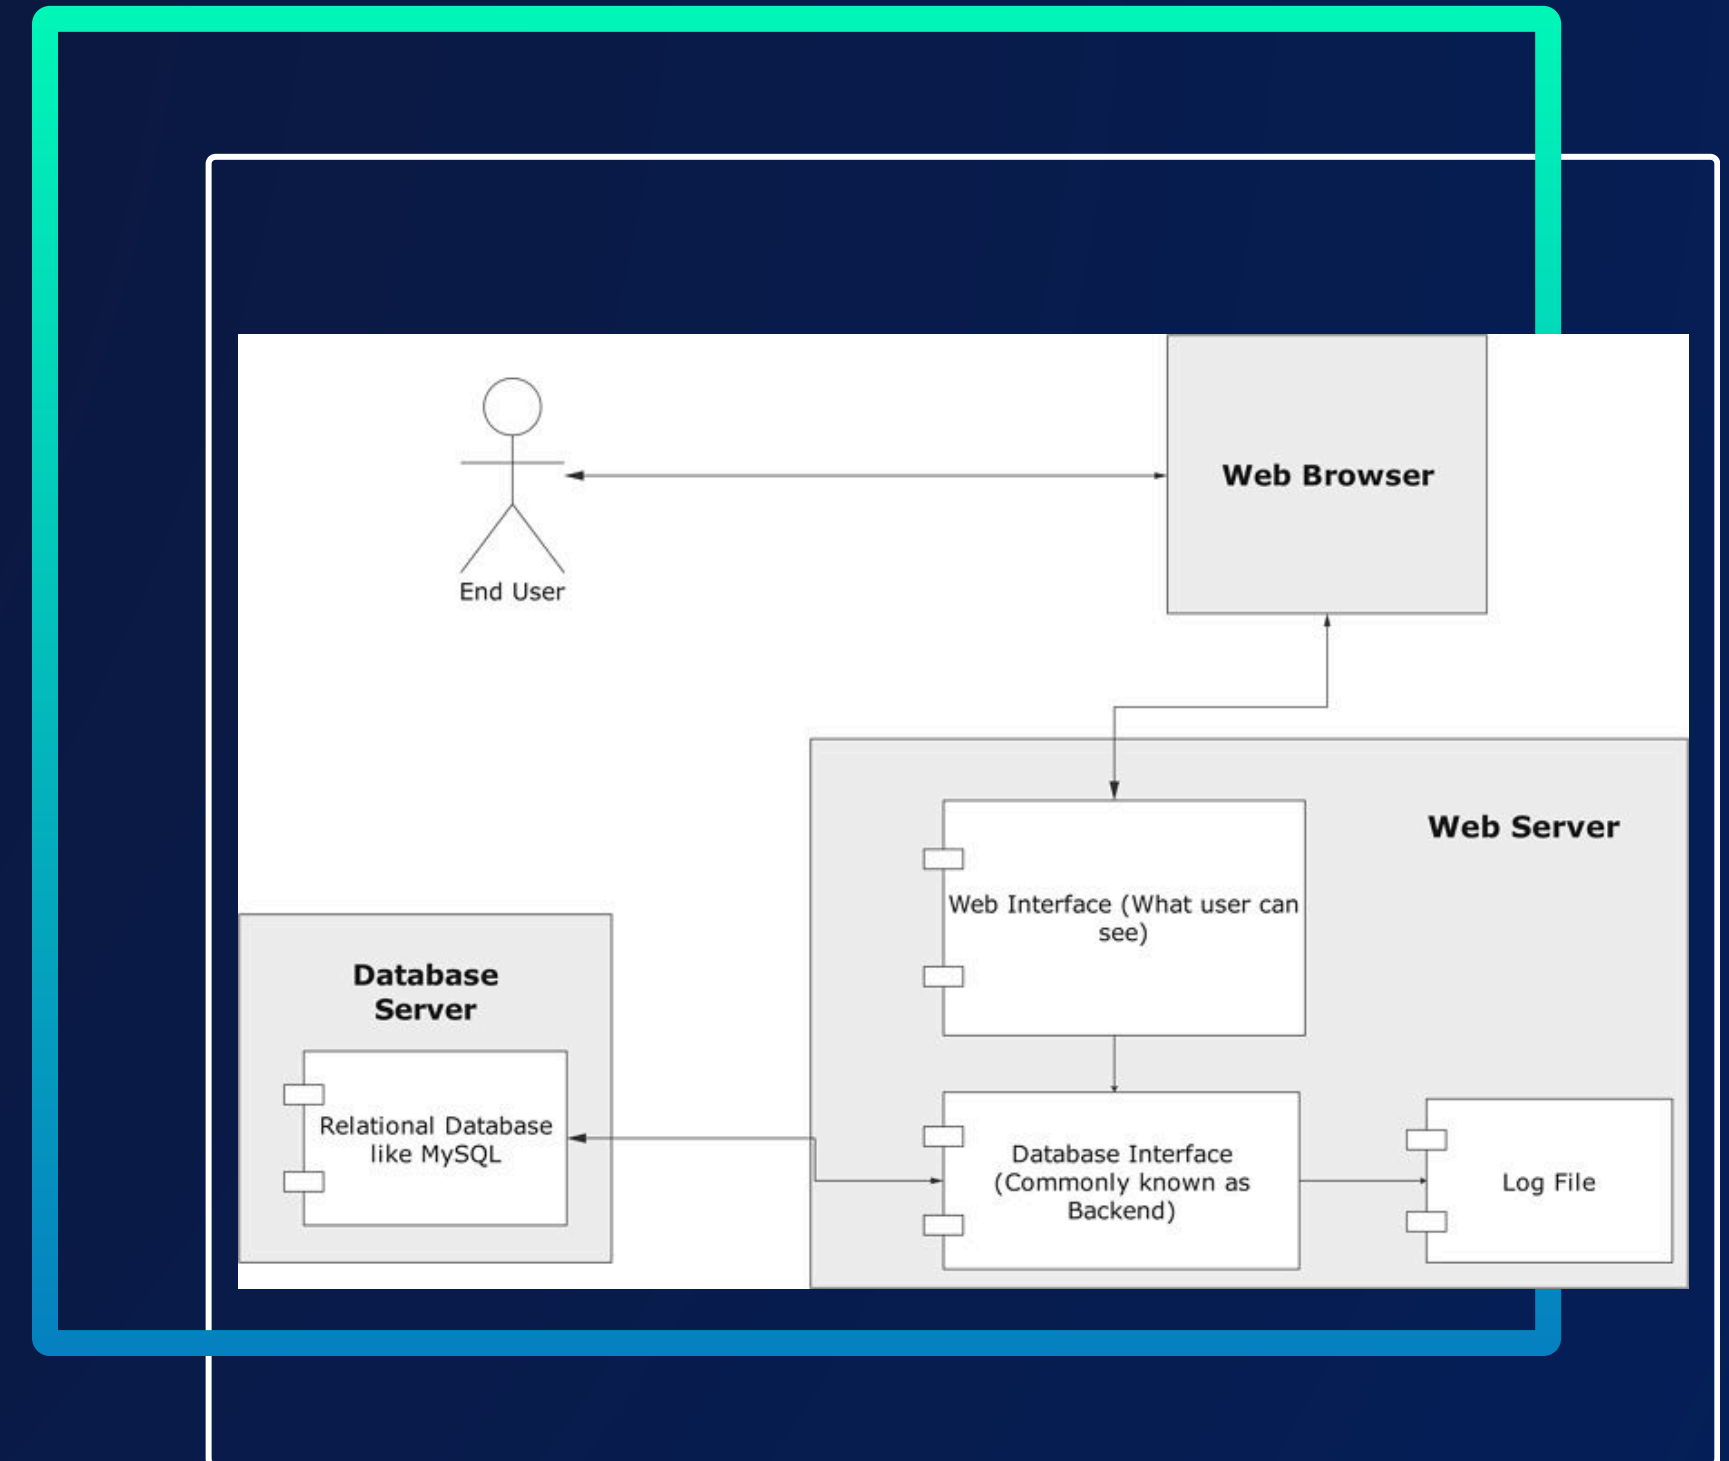 Web Browser
End User
Web Server
Web Interface (What user can
see)
Database
Server
Relational Database
like MySQL
Database Interface
(Commonly known as
Backend)
Log File